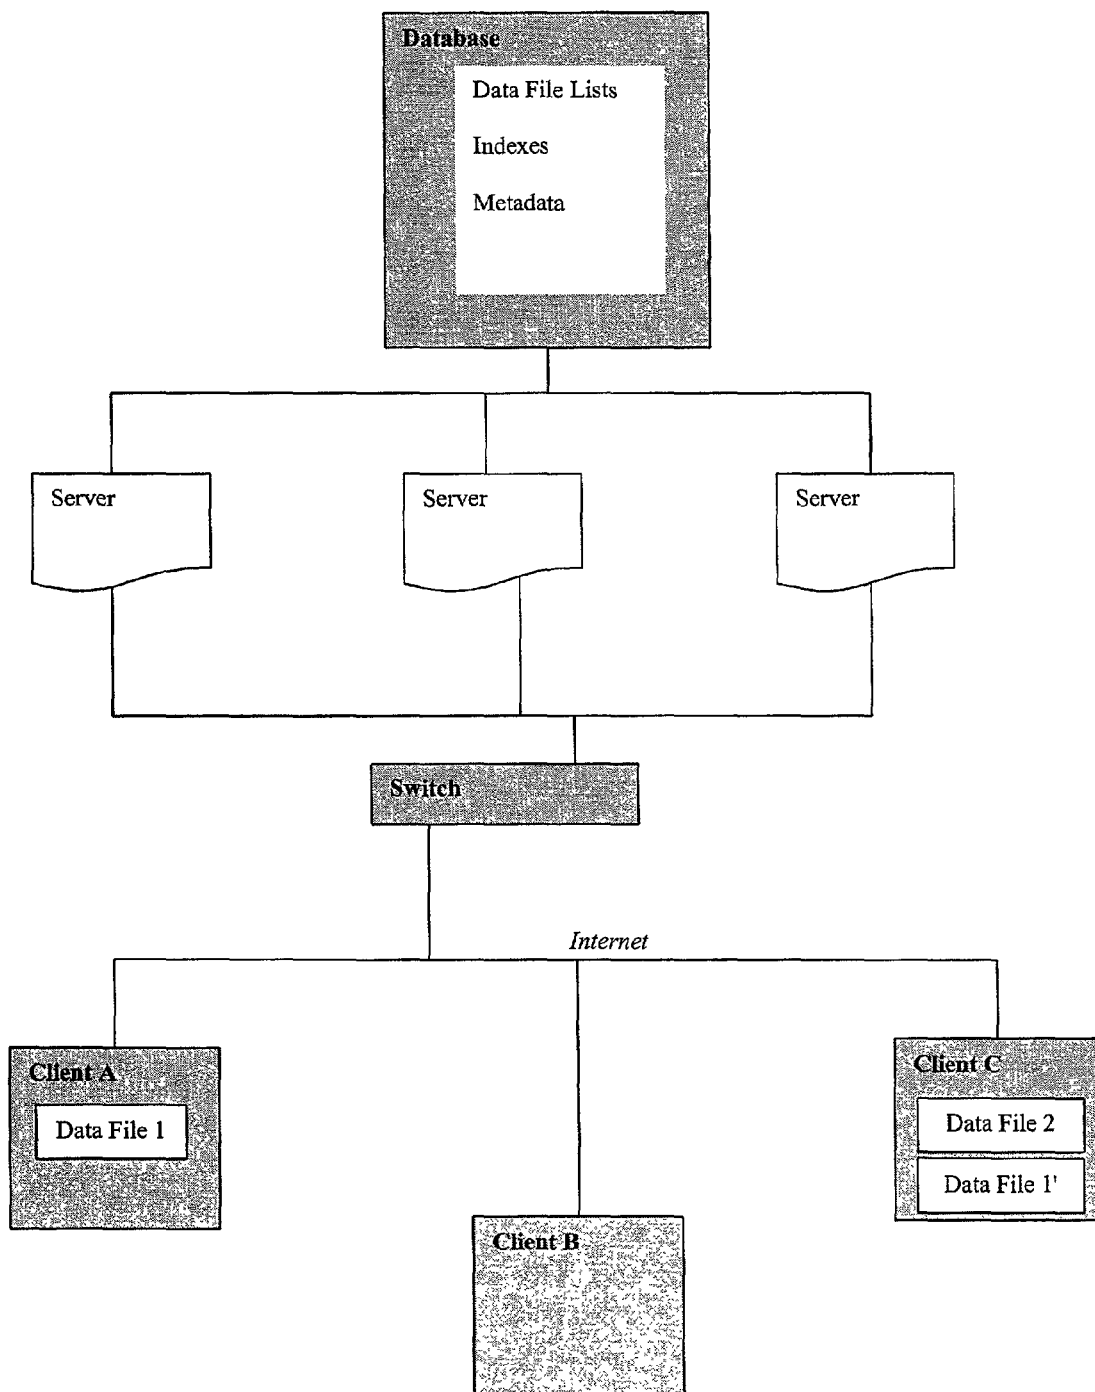 Database
Data File Lists
Indexes
Metadata
Server
Server
Server
Switch
Internet
Client A
Data File 1
Client C
Data File 2
Data File 1'
Client B